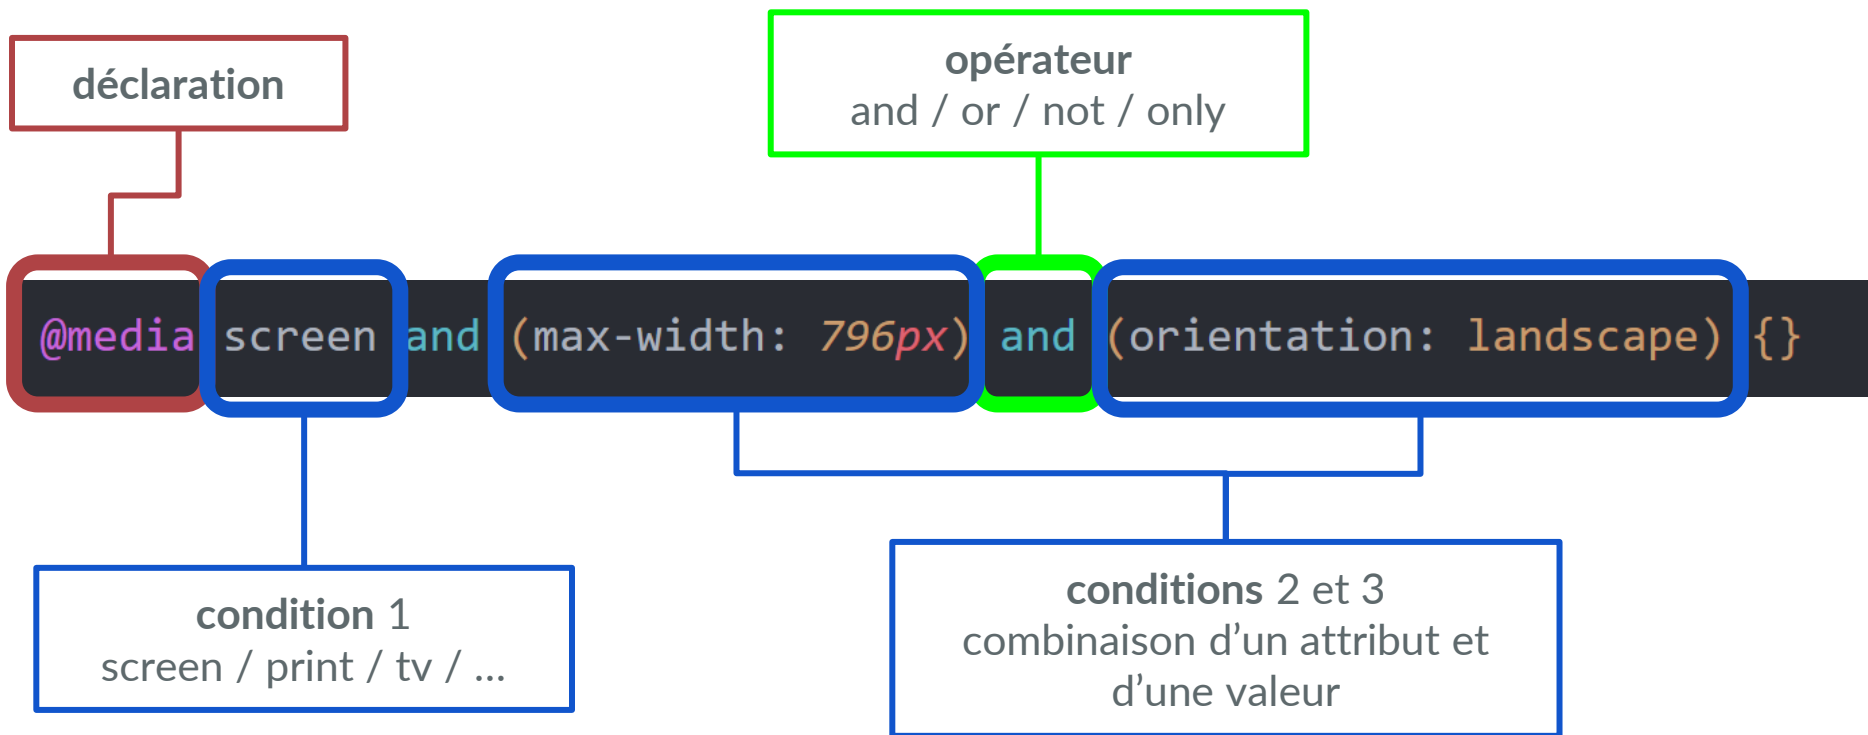 déclaration
opérateur
and / or / not / only
@media screen and (max-width: 796px) and (orientation: landscape) {}
condition 1
screen / print / tv / ...
conditions 2 et 3
combinaison d’un attribut et
d’une valeur